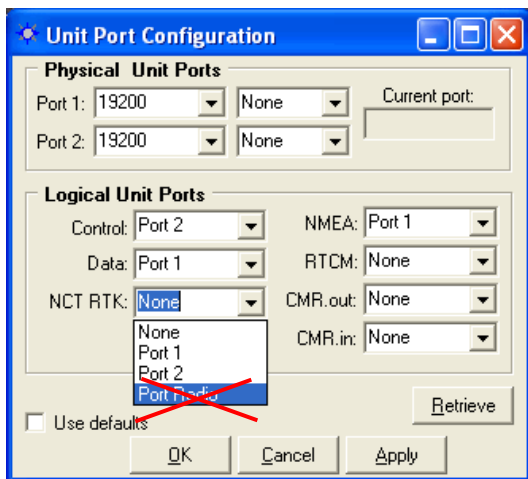 Unit Port Configuration
Physical Unit Ports
Port 1: 19200 None Current port:
Port 2: 19200 None
Logical Unit Ports
Control: Port 2 NMEA: Port 1
Data: Port 1 RTCM: None
NCT RTK: None CMR.out: None
None CMR.in: None
Port 1
Port 2
Port Radio
Retrieve
Use defaults
OK Cancel Apply